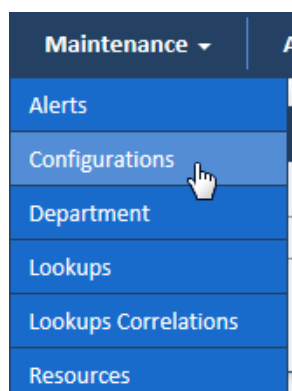 Maintenance
Alerts
Configurations
Department
Lookups
Lookups Correlations
Resources